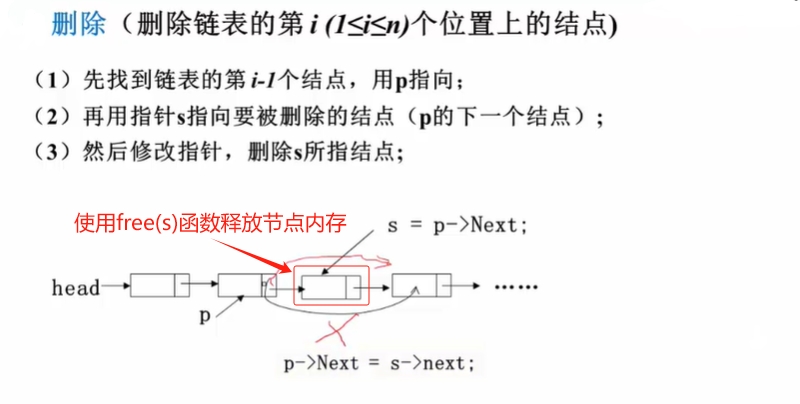 删除（删除链表的第 i (1≤i≤n)个位置上的结点)
（1）先找到链表的第 i-1个结点，用p指向；
（2）再用指针s指向要被删除的结点（p的下一个结点）;
（3）然后修改指针，删除s所指结点;
使用free(s)函数释放节点内存
s = p->Next;
head
……
p
p->Next = s->next;